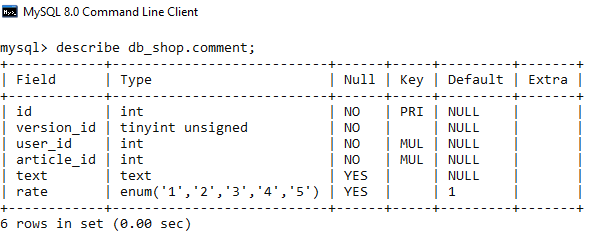 MySQL 8.0 Command Line Client
mysql> describe db_shop.comment;
+------------+---------------------------+------+-----+---------+-------+
| Field      | Type                      | Null | Key | Default | Extra |
+------------+---------------------------+------+-----+---------+-------+
| id         | int                       | NO   | PRI | NULL    |       |
| version_id | tinyint unsigned          | NO   |     | NULL    |       |
| user_id    | int                       | NO   | MUL | NULL    |       |
| article_id | int                       | NO   | MUL | NULL    |       |
| text       | text                      | YES  |     | NULL    |       |
| rate       | enum('1','2','3','4','5') | YES  |     | 1       |       |
+------------+---------------------------+------+-----+---------+-------+
6 rows in set (0.00 sec)